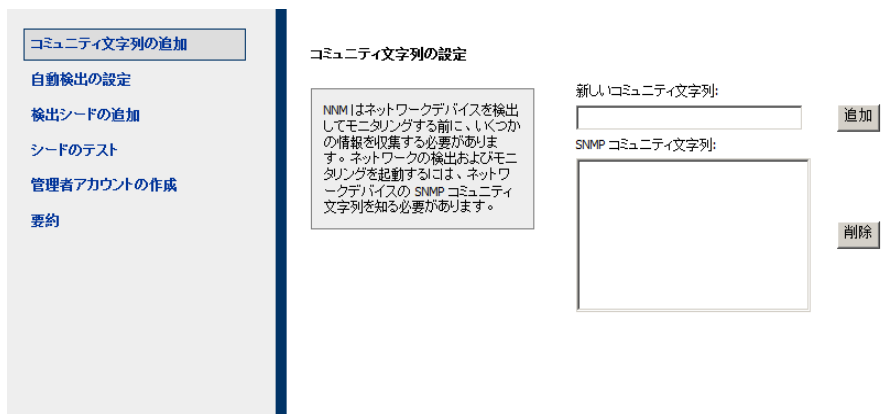 コミュニティ文字列の追加
自動検出の設定
検出シードの追加
シードのテスト
管理者アカウントの作成
要約
コミュニティ文字列の設定
NNM iはネットワークデバイスを検出
してモニタリングする前に、いくつか
の情報を収集する必要がありま
す。ネットワークの検出およびモニ
タリングを起動するには、ネットワ
ークデバイスの SNMP コミュニティ
文字列を知る必要があります。
新しいコミュニティ文字列:
追加
SNMP コミュニティ文字列:
削除